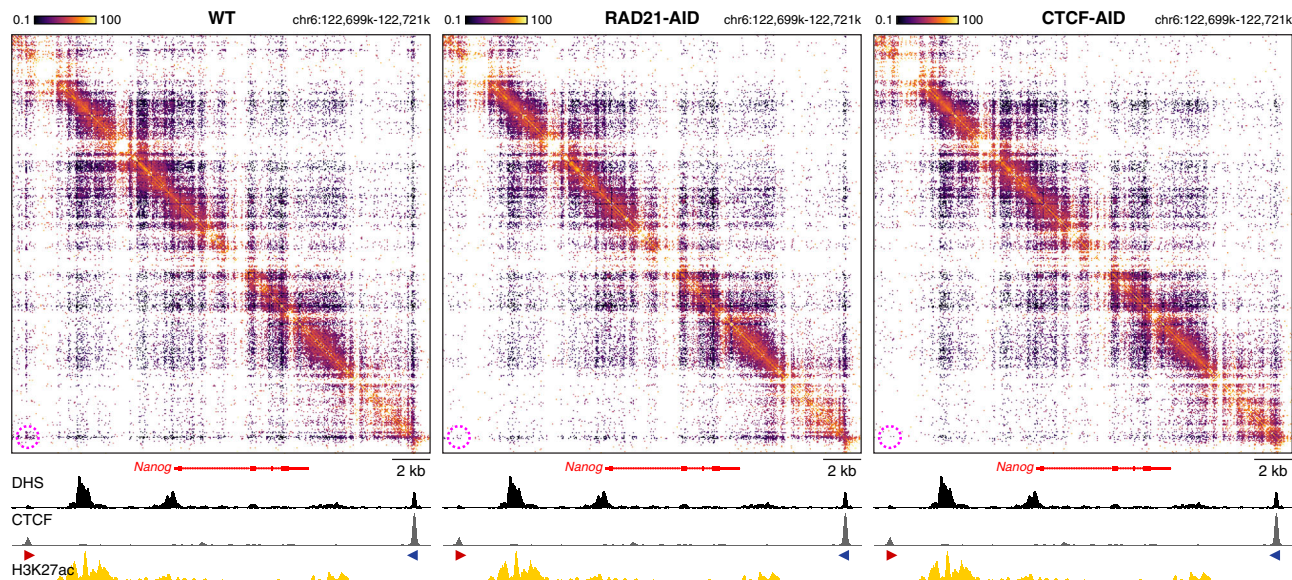 0.1 100 WT chr6:122,699k-122,721k
0.1 100 RAD21-AID chr6:122,699k-122,721k
0.1 100 CTCF-AID chr6:122,699k-122,721k
Nanog 2 kb
Nanog 2 kb
Nanog 2 kb
DHS
CTCF
H3K27ac